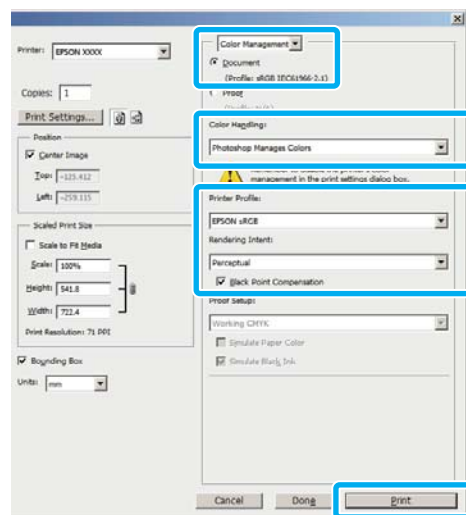 Printer: EPSON XXXX
Copies: 1
Print Settings...
Position
Center Image
Top: -125.412
Left: -259.115
Scaled Print Size
Scale to Fit Media
Scale: 100%
Height: 541.8
Width: 722.4
Print Resolution: 71 PPI
Bounding Box
Units: mm
Color Management
Document
(Profile: sRGB IEC61966-2.1)
Proof
Color Handling:
Photoshop Manages Colors
management in the print settings dialog box.
Printer Profile:
EPSON sRGB
Rendering Intent:
Perceptual
Black Point Compensation
Proof Setup:
Working CMYK
Simulate Paper Color
Simulate Black Ink
Cancel
Done
Print